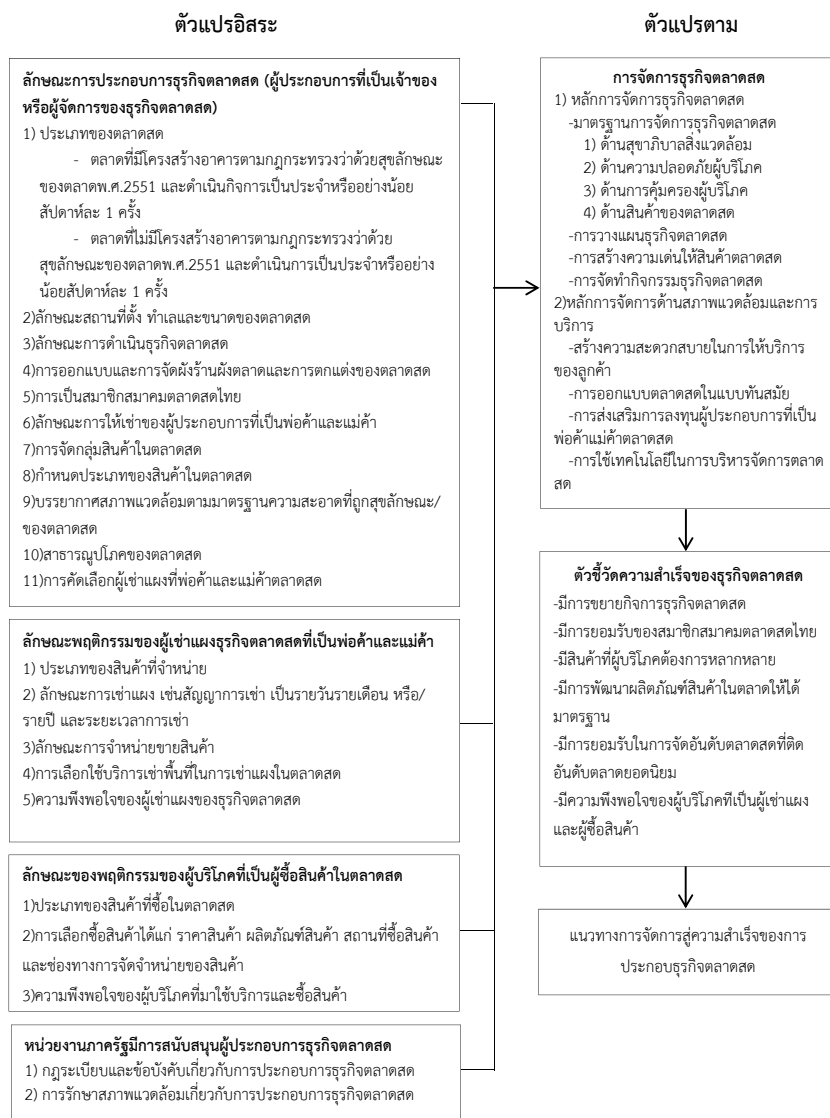 ตัวแปรอิสระ
ลักษณะการประกอบการธุรกิจตลาดสด (ผู้ประกอบการที่เป็นเจ้าของ
หรือผู้จัดการของธุรกิจตลาดสด)
1) ประเภทของตลาดสด
- ตลาดที่มีโครงสร้างอาคารตามกฎกระทรวงว่าด้วยสุขลักษณะ
ของตลาดพ.ศ.2551 และดำเนินกิจการเป็นประจำหรืออย่างน้อย
สัปดาห์ละ 1 ครั้ง
- ตลาดที่ไม่มีโครงสร้างอาคารตามกฎกระทรวงว่าด้วย
สุขลักษณะของตลาดพ.ศ.2551 และดำเนินการเป็นประจำหรืออย่าง
น้อยสัปดาห์ละ 1 ครั้ง
2)ลักษณะสถานที่ตั้ง ทำเลและขนาดของตลาดสด
3)ลักษณะการดำเนินธุรกิจตลาดสด
4)การออกแบบและการจัดผังร้านผังตลาดและการตกแต่งของตลาดสด
5)การเป็นสมาชิกสมาคมตลาดสดไทย
6)ลักษณะการให้เช่าของผู้ประกอบการที่เป็นพ่อค้าและแม่ค้า
7)การจัดกลุ่มสินค้าในตลาดสด
8)กำหนดประเภทของสินค้าในตลาดสด
9)บรรยากาศสภาพแวดล้อมตามมาตรฐานความสะอาดที่ถูกสุขลักษณะ/
ของตลาดสด
10)สาธารณูปโภคของตลาดสด
11)การคัดเลือกผู้เช่าแผงที่พ่อค้าและแม่ค้าตลาดสด
ลักษณะพฤติกรรมของผู้เช่าแผงธุรกิจตลาดสดที่เป็นพ่อค้าและแม่ค้า
1) ประเภทของสินค้าที่จำหน่าย
2) ลักษณะการเช่าแผง เช่นสัญญาการเช่า เป็นรายวันรายเดือน หรือ/
รายปี และระยะเวลาการเช่า
3)ลักษณะการจำหน่ายขายสินค้า
4)การเลือกใช้บริการเช่าพื้นที่ในการเช่าแผงในตลาดสด
5)ความพึงพอใจของผู้เช่าแผงของธุรกิจตลาดสด
ลักษณะของพฤติกรรมของผู้บริโภคที่เป็นผู้ซื้อสินค้าในตลาดสด
1)ประเภทของสินค้าที่ซื้อในตลาดสด
2)การเลือกซื้อสินค้าได้แก่ ราคาสินค้า ผลิตภัณฑ์สินค้า สถานที่ซื้อสินค้า
และช่องทางการจัดจำหน่ายของสินค้า
3)ความพึงพอใจของผู้บริโภคที่มาใช้บริการและซื้อสินค้า
หน่วยงานภาครัฐมีการสนับสนุนผู้ประกอบการธุรกิจตลาดสด
1) กฎระเบียบและข้อบังคับเกี่ยวกับการประกอบการธุรกิจตลาดสด
2) การรักษาสภาพแวดล้อมเกี่ยวกับการประกอบการธุรกิจตลาดสด
ตัวแปรตาม
การจัดการธุรกิจตลาดสด
1) หลักการจัดการธุรกิจตลาดสด
-มาตรฐานการจัดการธุรกิจตลาดสด
1) ด้านสุขาภิบาลสิ่งแวดล้อม
2) ด้านความปลอดภัยผู้บริโภค
3) ด้านการคุ้มครองผู้บริโภค
4) ด้านสินค้าของตลาดสด
-การวางแผนธุรกิจตลาดสด
-การสร้างความเด่นให้สินค้าตลาดสด
-การจัดทำกิจกรรมธุรกิจตลาดสด
2)หลักการจัดการด้านสภาพแวดล้อมและการ
บริการ
-สร้างความสะดวกสบายในการให้บริการ
ของลูกค้า
-การออกแบบตลาดสดในแบบทันสมัย
-การส่งเสริมการลงทุนผู้ประกอบการที่เป็น
พ่อค้าแม่ค้าตลาดสด
-การใช้เทคโนโลยีในการบริหารจัดการตลาด
สด
ตัวชี้วัดความสำเร็จของธุรกิจตลาดสด
-มีการขยายกิจการธุรกิจตลาดสด
-มีการยอมรับของสมาชิกสมาคมตลาดสดไทย
-มีสินค้าที่ผู้บริโภคต้องการหลากหลาย
-มีการพัฒนาผลิตภัณฑ์สินค้าในตลาดให้ได้
มาตรฐาน
-มีการยอมรับในการจัดอันดับตลาดสดที่ติด
อันดับตลาดยอดนิยม
-มีความพึงพอใจของผู้บริโภคทีเป็นผู้เช่าแผง
และผู้ซื้อสินค้า
แนวทางการจัดการสู่ความสำเร็จของการ
ประกอบธุรกิจตลาดสด